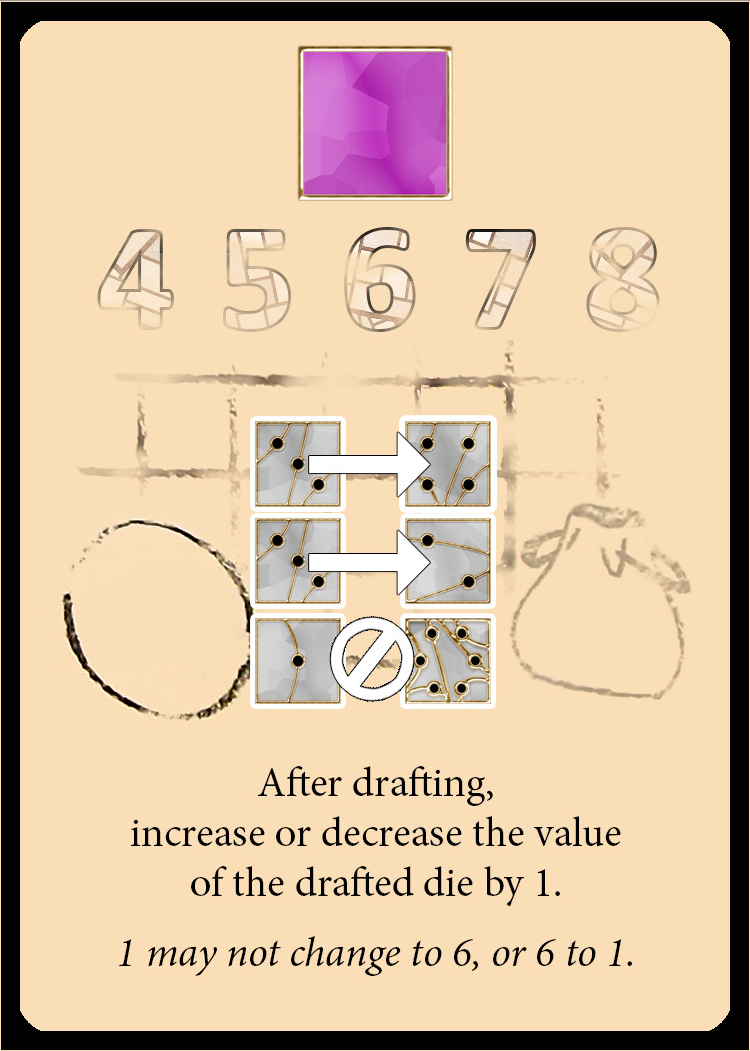 4 5 6 7 8
After drafting,
increase or decrease the value
of the drafted die by 1.
1 may not change to 6, or 6 to 1.